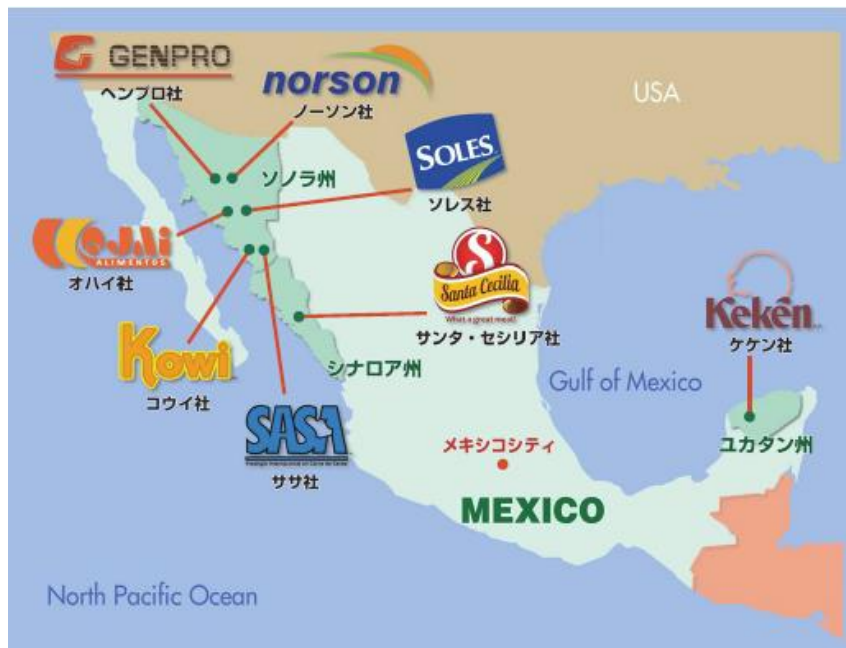 GENPRO
ヘンプロ社
norson
ノーソン社
USA
SOLES
ソレス社
ソノラ州
OJAi
ALIMENTOS
オハイ社
S
Santa Cecilia
What a great meat!
サンタ・セシリア社
Kekén
ケケン社
Kowi
コウイ社
シナロア州
Gulf of Mexico
SASA
ササ社
メキシコシティ
ユカタン州
MEXICO
North Pacific Ocean